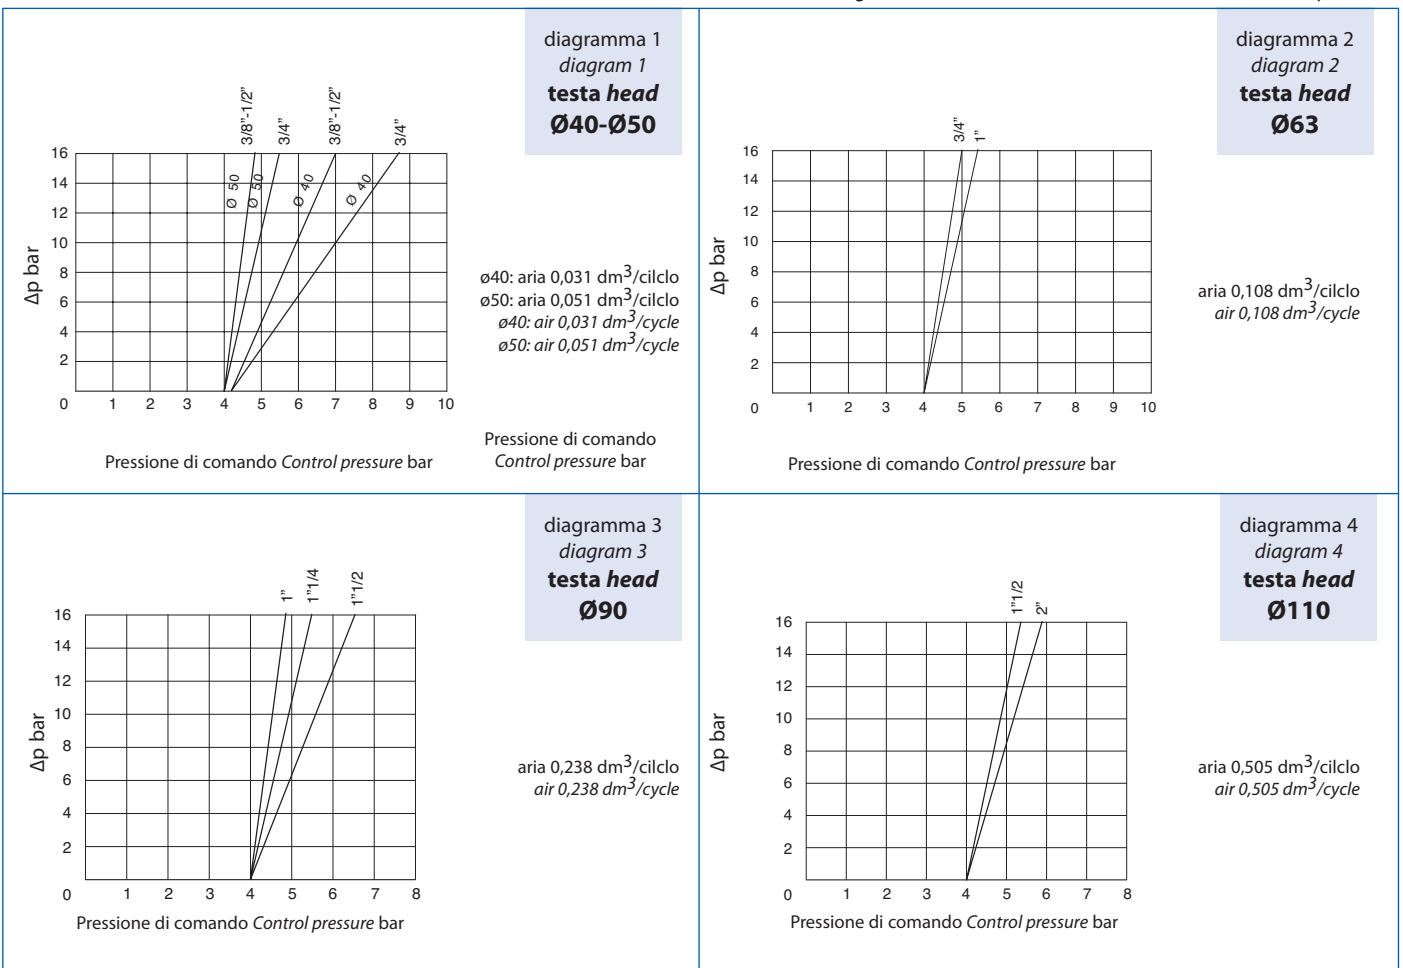 diagramma 1
diagram 1
testa head
Ø40-Ø50
3/8"-1/2"
3/4"
3/8"-1/2"
3/4"
Ø 50
Ø 50
Ø 40
Ø 40
16
14
12
10
8
6
4
2
0 1 2 3 4 5 6 7 8 9 10
Δp bar
Pressione di comando Control pressure bar
ø40: aria 0,031 dm3/cilclo
ø50: aria 0,051 dm3/cilclo
ø40: air 0,031 dm3/cycle
ø50: air 0,051 dm3/cycle
Pressione di comando
Control pressure bar
diagramma 2
diagram 2
testa head
Ø63
3/4"
1"
16
14
12
10
8
6
4
2
0 1 2 3 4 5 6 7 8 9 10
Δp bar
Pressione di comando Control pressure bar
aria 0,108 dm3/cilclo
air 0,108 dm3/cycle
diagramma 3
diagram 3
testa head
Ø90
1"
1"1/4
1"1/2
16
14
12
10
8
6
4
2
0 1 2 3 4 5 6 7 8
Δp bar
Pressione di comando Control pressure bar
aria 0,238 dm3/cilclo
air 0,238 dm3/cycle
diagramma 4
diagram 4
testa head
Ø110
1"1/2
2"
16
14
12
10
8
6
4
2
0 1 2 3 4 5 6 7 8
Δp bar
Pressione di comando Control pressure bar
aria 0,505 dm3/cilclo
air 0,505 dm3/cycle